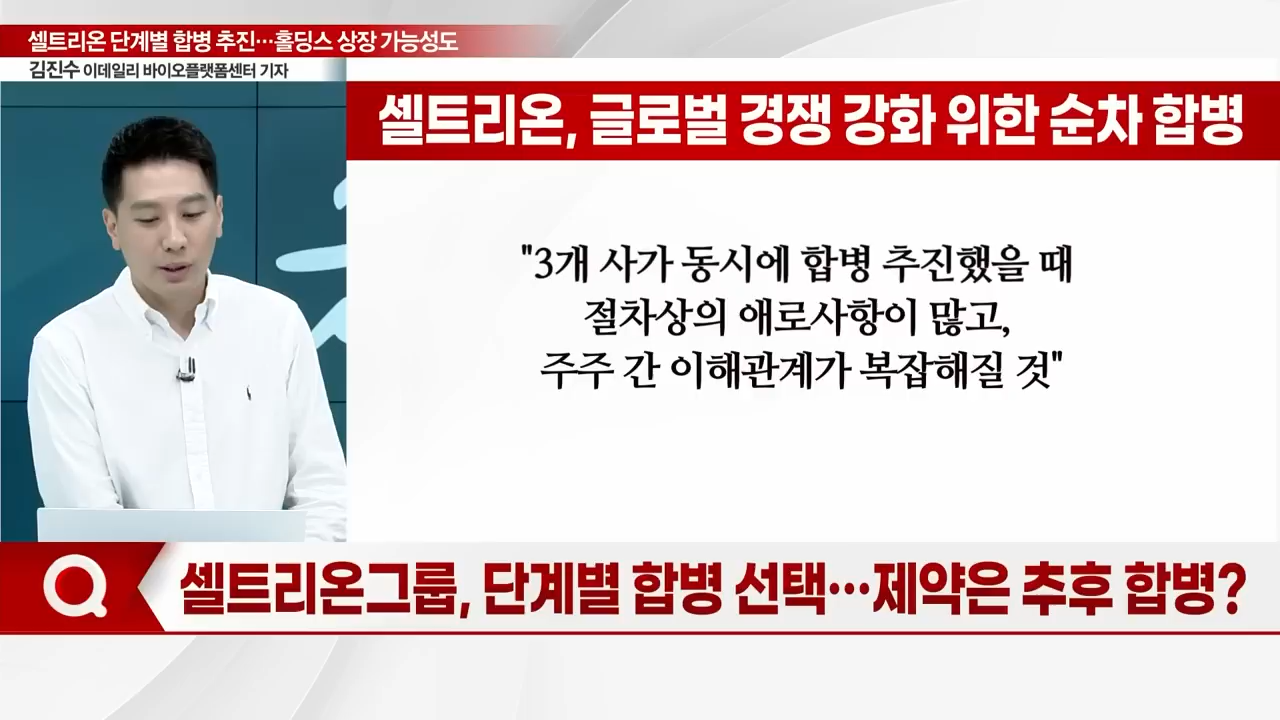 셀트리온 단계별 합병 추진…홀딩스 상장 가능성도
김진수 이데일리 바이오플랫폼센터 기자
셀트리온, 글로벌 경쟁 강화 위한 순차 합병
"3개 사가 동시에 합병 추진했을 때
절차상의 애로사항이 많고,
주주 간 이해관계가 복잡해질 것"
Q 셀트리온그룹, 단계별 합병 선택…제약은 추후 합병?